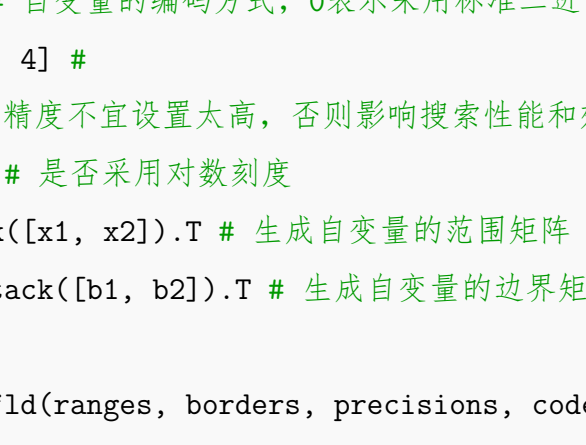 自变量的编码方式，0表示采用标准二进
4] #
精度不宜设置太高，否则影响搜索性能和
# 是否采用对数刻度
([x1, x2]).T # 生成自变量的范围矩阵
tack([b1, b2]).T # 生成自变量的边界矩
ld(ranges, borders, precisions, code